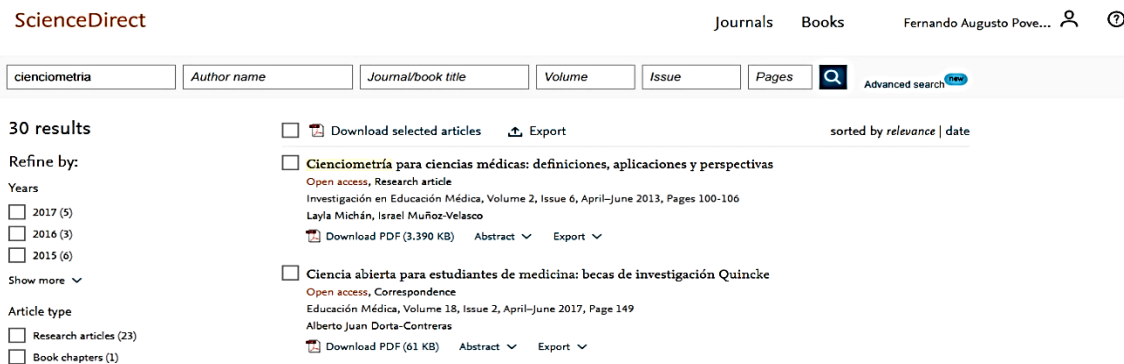 ScienceDirect
Journals Books Fernando Augusto Pove...
cienciometria Author name Journal/book title Volume Issue Pages Advanced search new
30 results
Download selected articles Export sorted by relevance | date
Refine by:
Years
2017 (5)
2016 (3)
2015 (6)
Show more
Article type
Research articles (23)
Book chapters (1)
Cienciometría para ciencias médicas: definiciones, aplicaciones y perspectivas
Open access, Research article
Investigación en Educación Médica, Volume 2, Issue 6, April–June 2013, Pages 100-106
Layla Michán, Israel Muñoz-Velasco
Download PDF (3.390 KB) Abstract Export
Ciencia abierta para estudiantes de medicina: becas de investigación Quincke
Open access, Correspondence
Educación Médica, Volume 18, Issue 2, April–June 2017, Page 149
Alberto Juan Dorta-Contreras
Download PDF (61 KB) Abstract Export